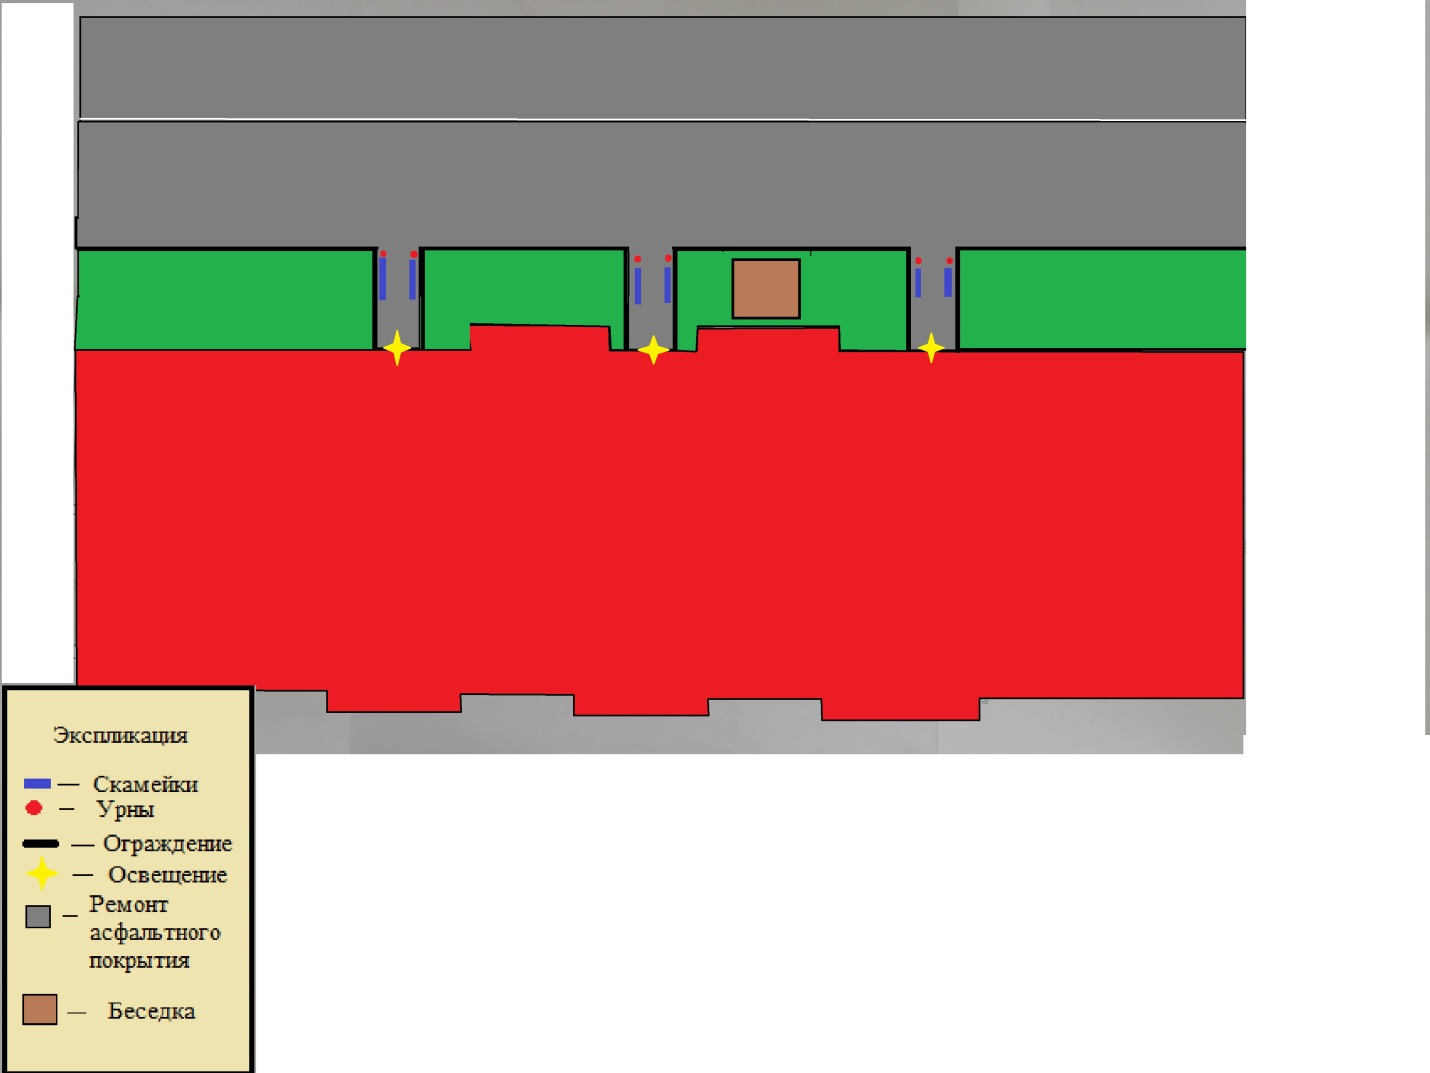 Экспликация
— Скамейки
– Урны
— Ограждение
— Освещение
– Ремонт
асфальтного
покрытия
— Беседка